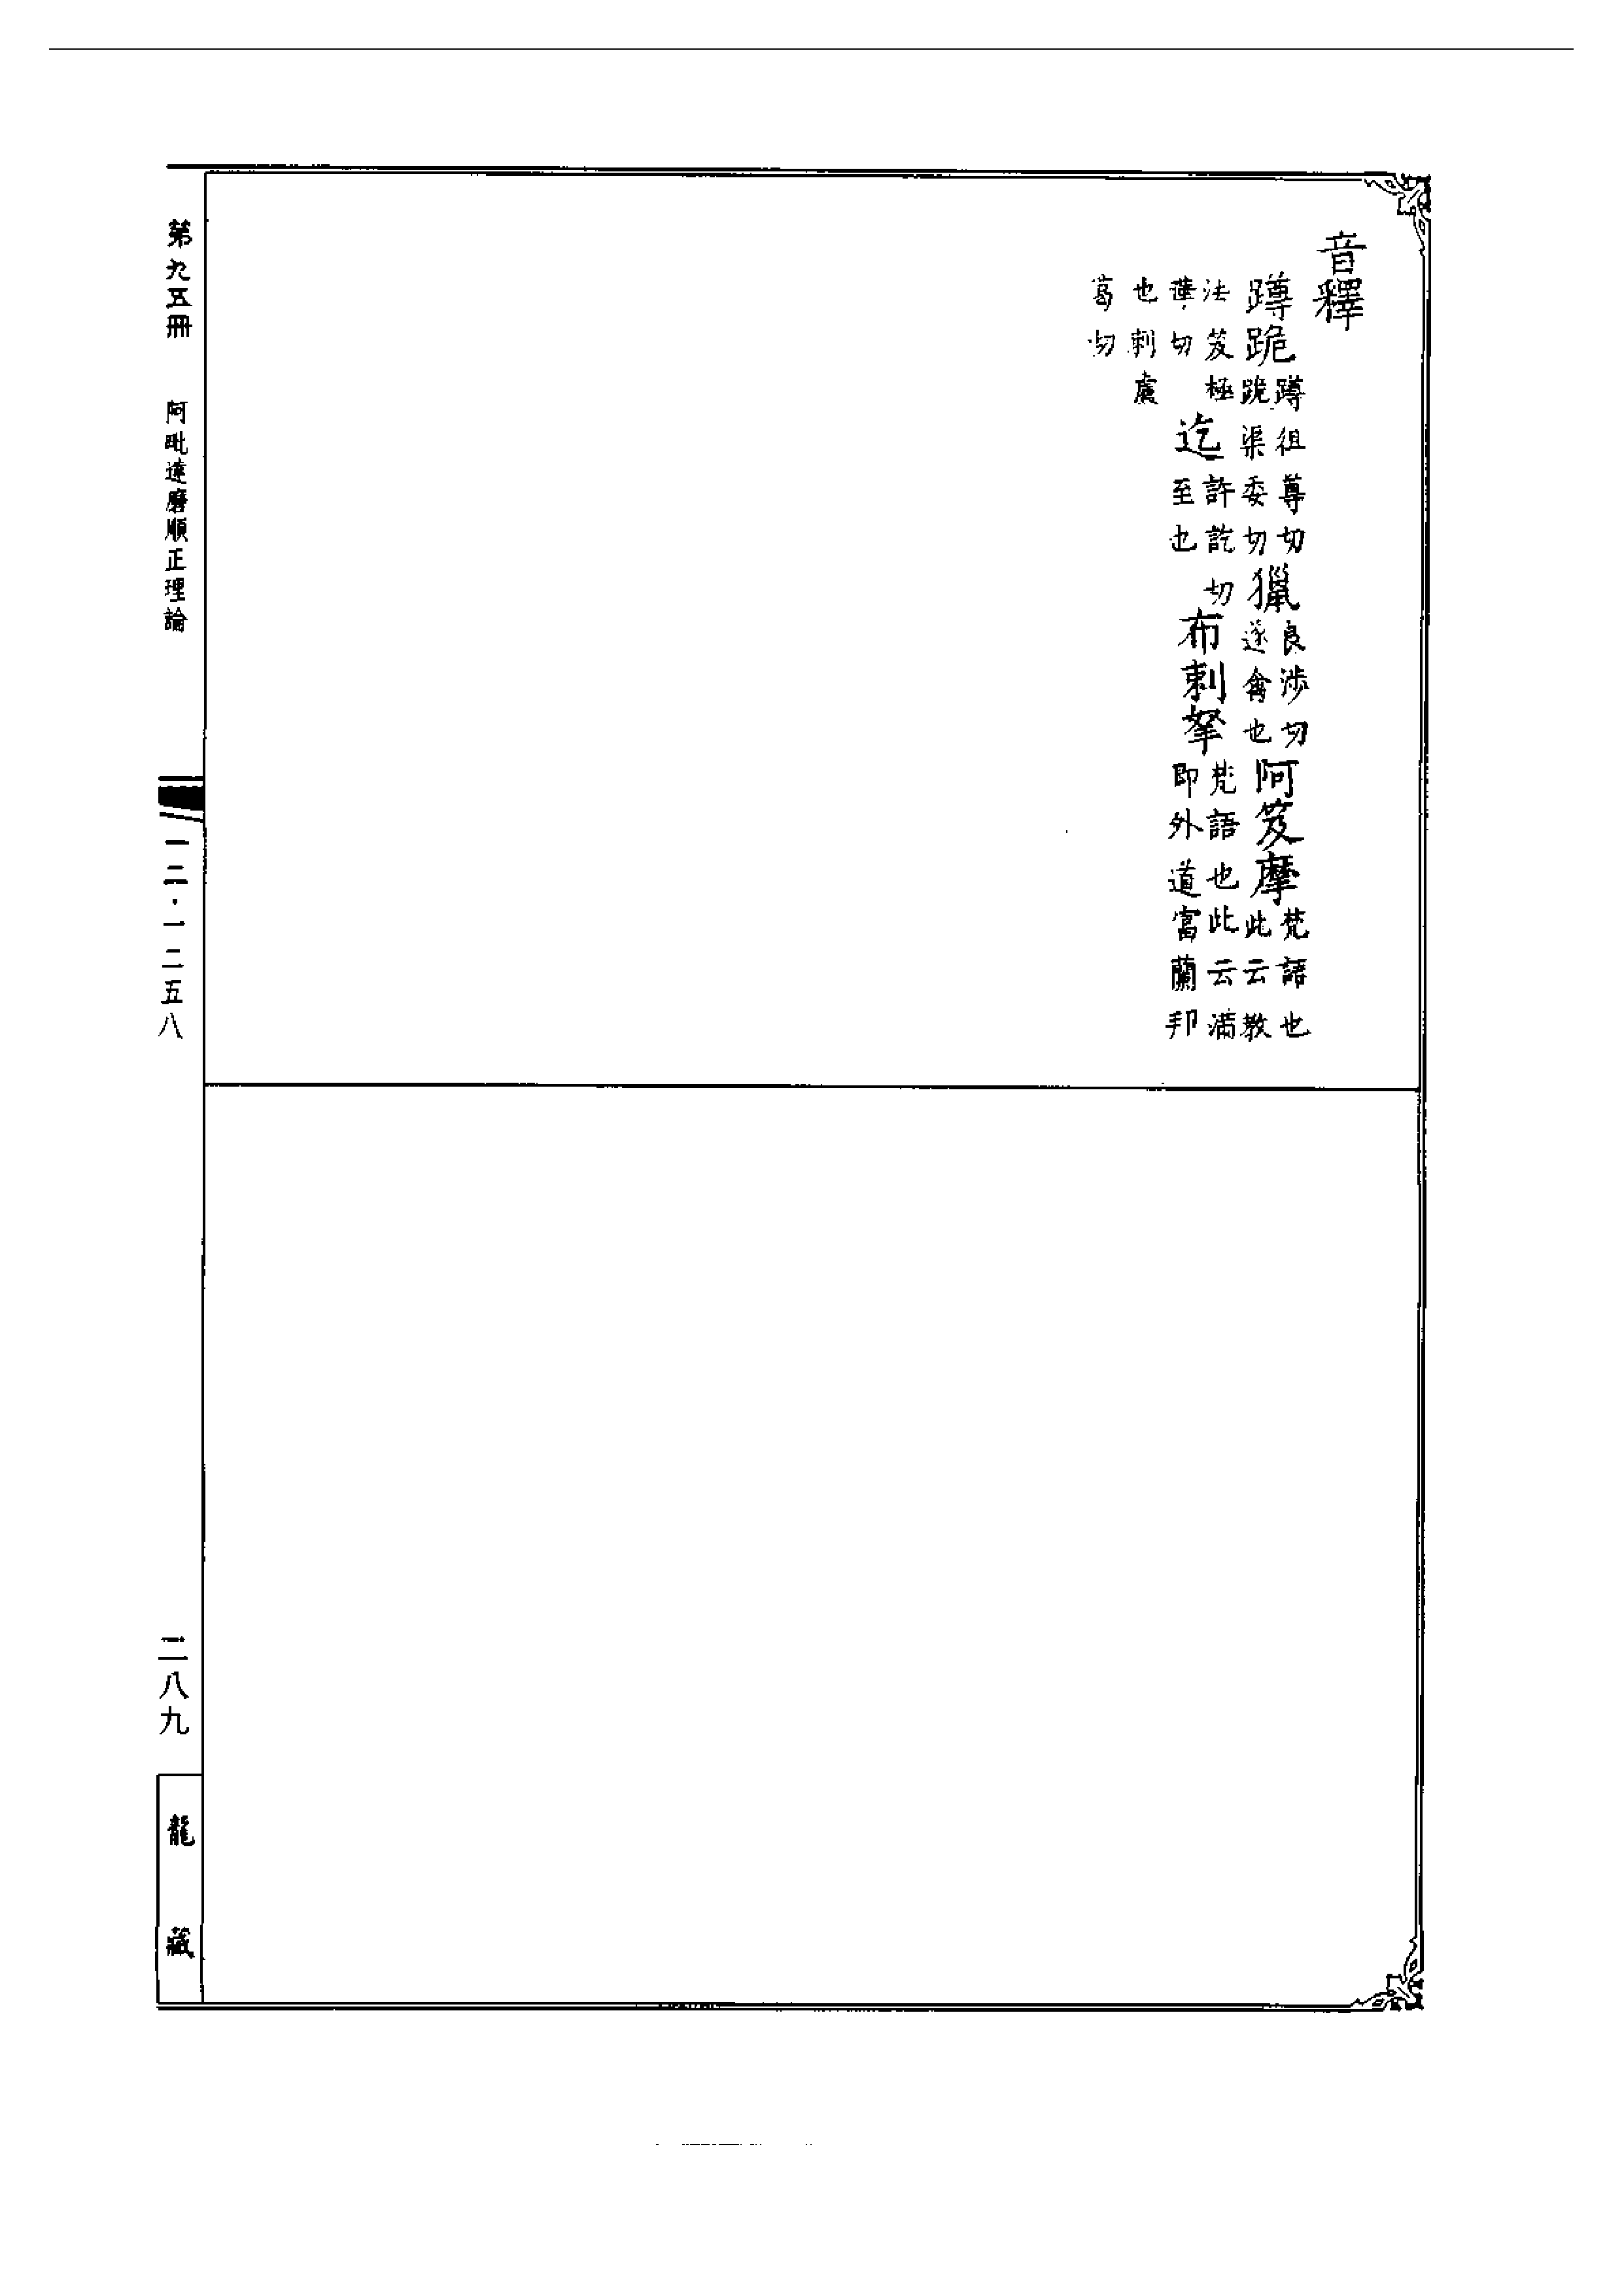 音釋
蹲跪蹲徂尊切跪渠委切獵良涉切逐禽也阿笈摩梵語也此云教
法笈極葉切迄許訖切至也布剌拏梵語也此云滿即外道富蘭那
也剌盧葛切
第九五冊 阿毗達磨順正理論 一二·一二五八 二八九 龍藏